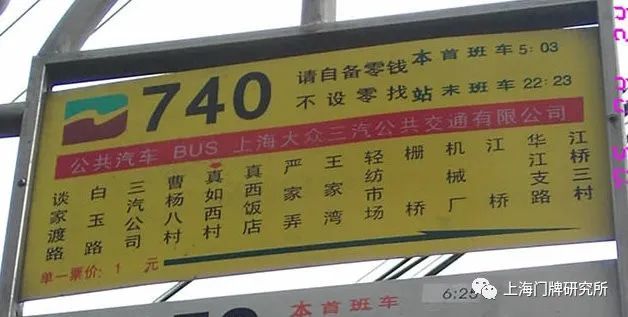 740
请自备零钱
不设零找
本站
首班车 5:03
末班车 22:23
公共汽车 BUS 上海大众三汽公共交通有限公司
谈家渡路
白玉路
三汽公司
曹杨八村
真如西村
真西饭店
严家弄
王家湾
轻纺市场
栅桥
机械厂
江桥
华江支路
江桥三村
单一票价:1 元
本首班车
上海门牌研究所